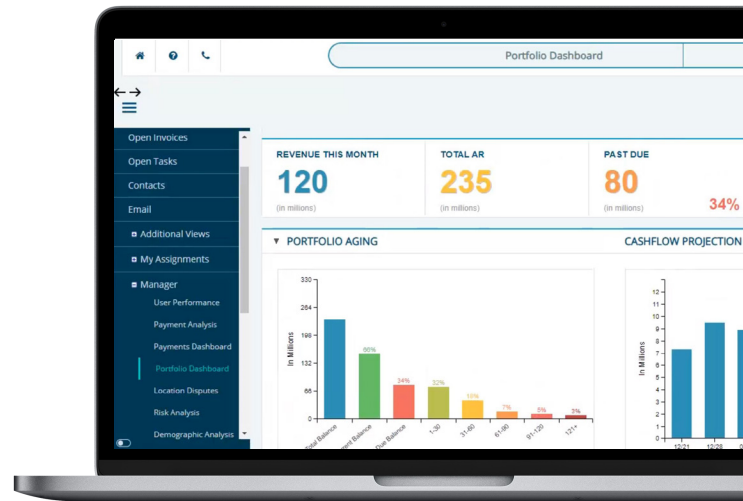 Portfolio Dashboard
Open Invoices
Open Tasks
Contacts
Email
Additional Views
My Assignments
Manager
User Performance
Payment Analysis
Payments Dashboard
Portfolio Dashboard
Location Disputes
Risk Analysis
Demographic Analysis
REVENUE THIS MONTH
120
(in millions)
TOTAL AR
235
(in millions)
PAST DUE
80
(in millions)
34%
PORTFOLIO AGING
330
264
198
132
66
0
In Millions
66%
34%
32%
7%
5%
3%
Total Balance
Due Balance
1-30
31-60
61-90
91-120
121+
CASHFLOW PROJECTION
12
11
10
9
8
7
6
5
4
3
2
1
0
In Millions
12/21
12/28